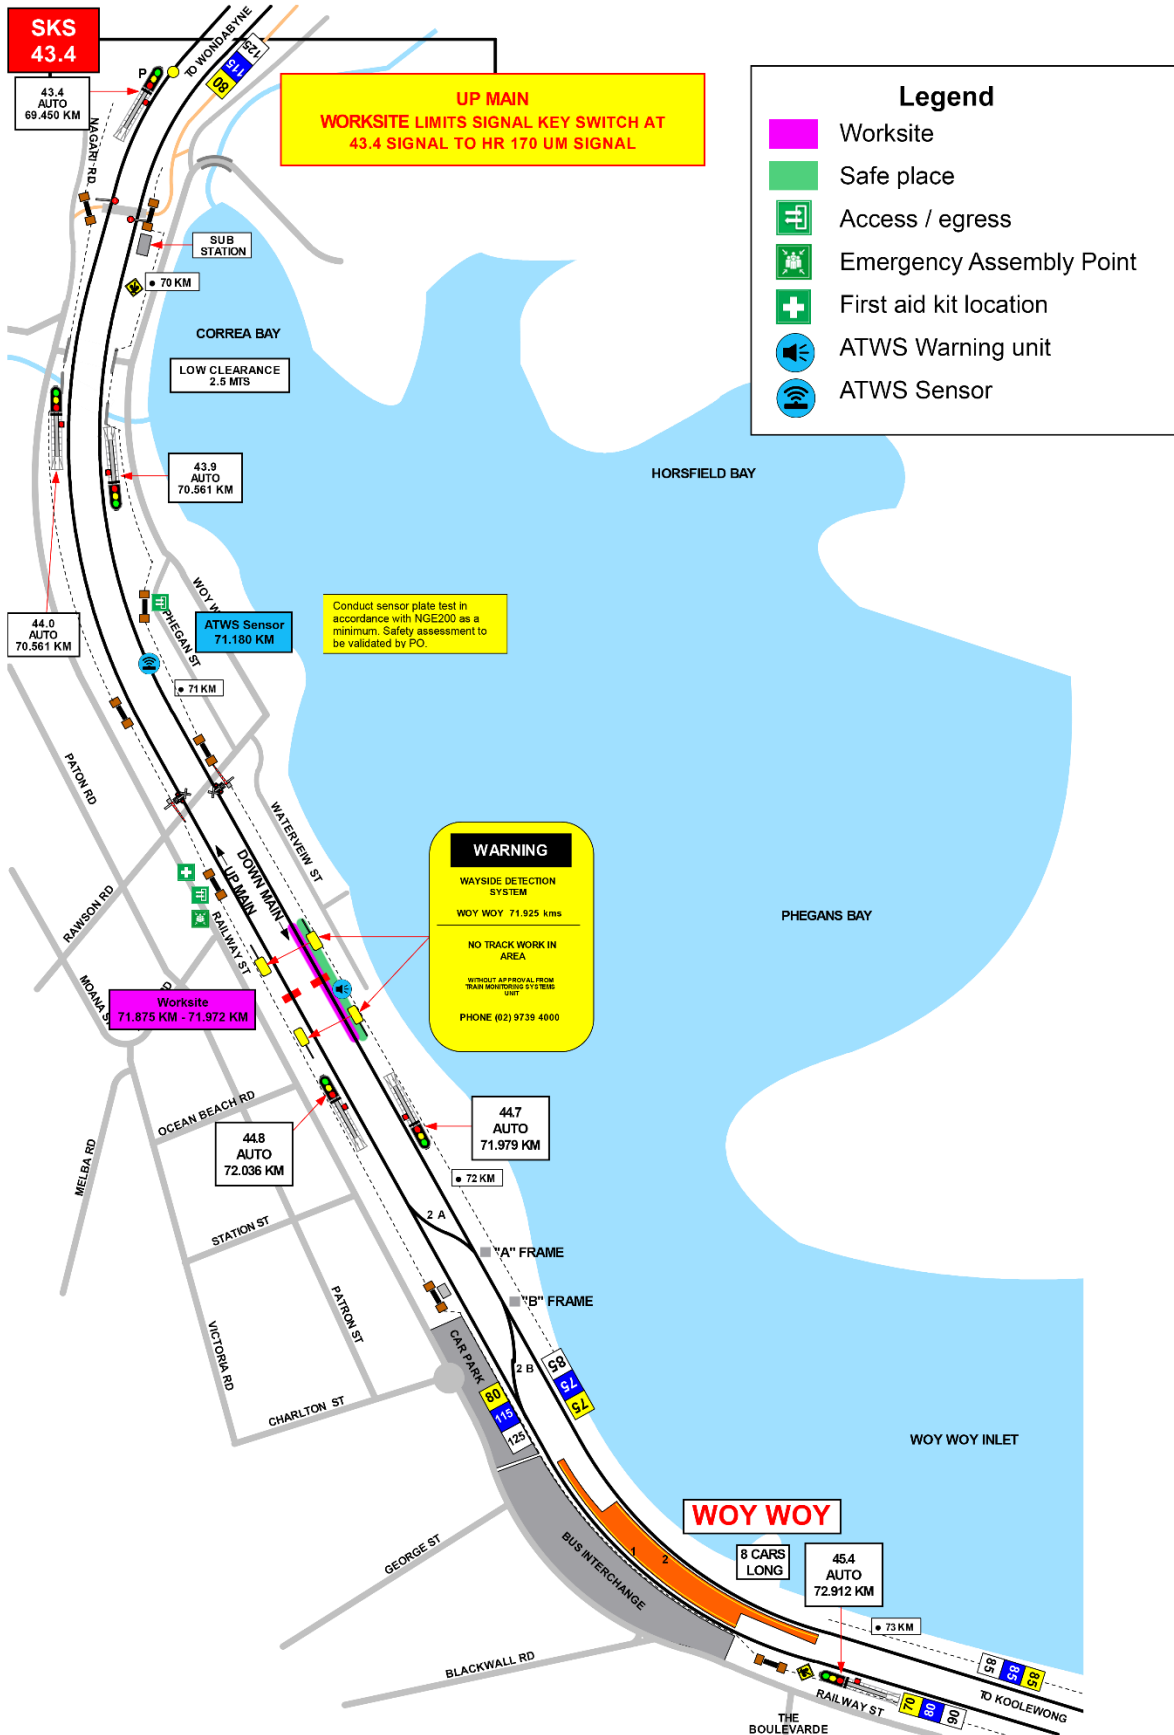 SKS
43.4
43.4
AUTO
69.450 KM
P
TO WONDABYNE
125
115
80
NAGARI RD
UP MAIN
WORKSITE LIMITS SIGNAL KEY SWITCH AT
43.4 SIGNAL TO HR 170 UM SIGNAL
Legend
Worksite
Safe place
Access / egress
Emergency Assembly Point
First aid kit location
ATWS Warning unit
ATWS Sensor
SUB
STATION
70 KM
CORREA BAY
LOW CLEARANCE
2.5 MTS
43.9
AUTO
70.561 KM
HORSFIELD BAY
44.0
AUTO
70.561 KM
WOY W
PHEGAN ST
ATWS Sensor
71.180 KM
Conduct sensor plate test in
accordance with NGE200 as a
minimum. Safety assessment to
be validated by PO.
71 KM
PATON RD
WATERVEIW ST
DOWN MAIN
UP MAIN
RAWSON RD
RAILWAY ST
MOANA S
D
WARNING
WAYSIDE DETECTION
SYSTEM
WOY WOY 71.925 kms
NO TRACK WORK IN
AREA
WITHOUT APPROVAL FROM
TRAIN MONITORING SYSTEMS
UNIT
PHONE (02) 9739 4000
PHEGANS BAY
Worksite
71.875 KM - 71.972 KM
OCEAN BEACH RD
MELBA RD
44.8
AUTO
72.036 KM
44.7
AUTO
71.979 KM
72 KM
2 A
STATION ST
"A" FRAME
"B" FRAME
PATRON ST
VICTORIA RD
CAR PARK
2 B
85
75
75
80
115
125
CHARLTON ST
WOY WOY INLET
WOY WOY
GEORGE ST
BUS INTERCHANGE
1
2
8 CARS
LONG
45.4
AUTO
72.912 KM
73 KM
BLACKWALL RD
85
85
85
TO KOOLEWONG
RAILWAY ST
70
80
90
THE
BOULEVARDE